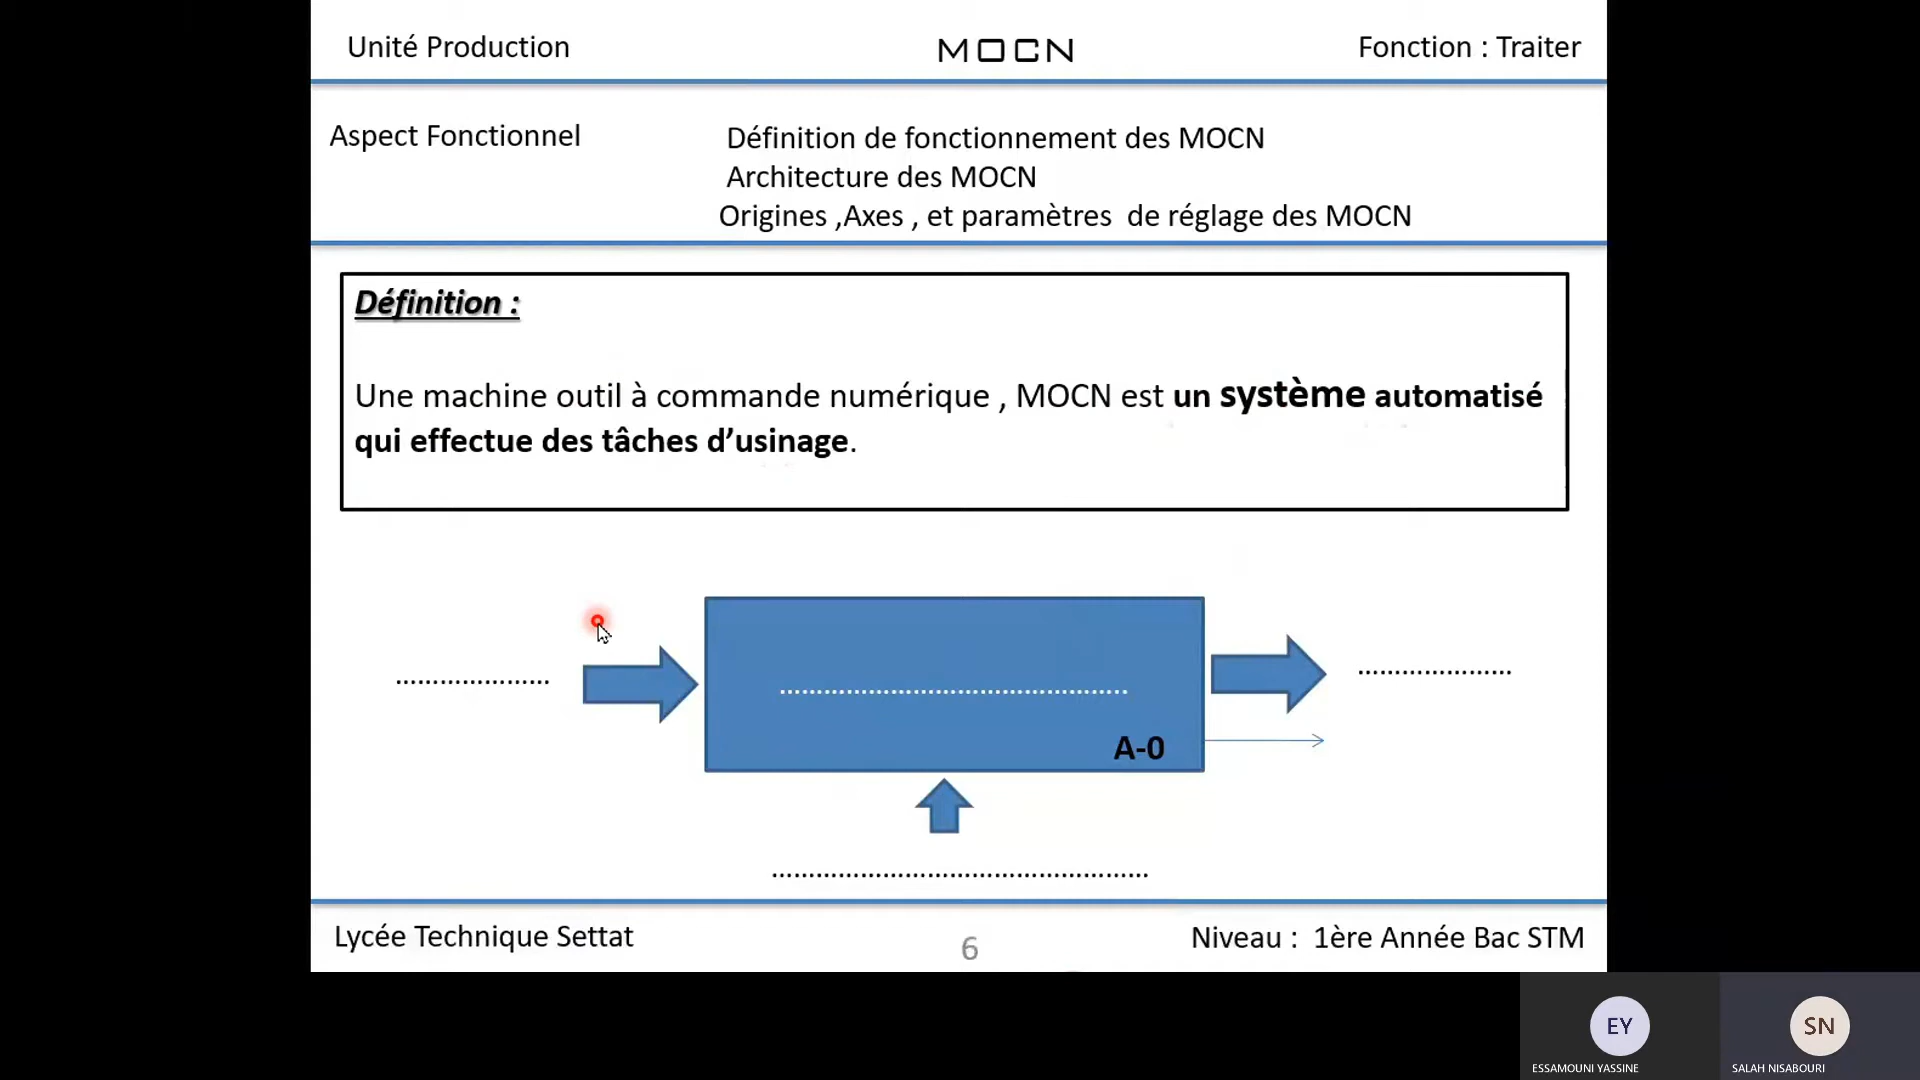 Unité Production
MOCN
Fonction : Traiter
Aspect Fonctionnel
Définition de fonctionnement des MOCN
Architecture des MOCN
Origines ,Axes , et paramètres de réglage des MOCN
Définition :
Une machine outil à commande numérique , MOCN est un système automatisé
qui effectue des tâches d’usinage.
.....................
...............................................
.....................
A-0
...................................................
Lycée Technique Settat
6
Niveau : 1ère Année Bac STM
EY
SN
ESSAMOUNI YASSINE
SALAH NISABOURI